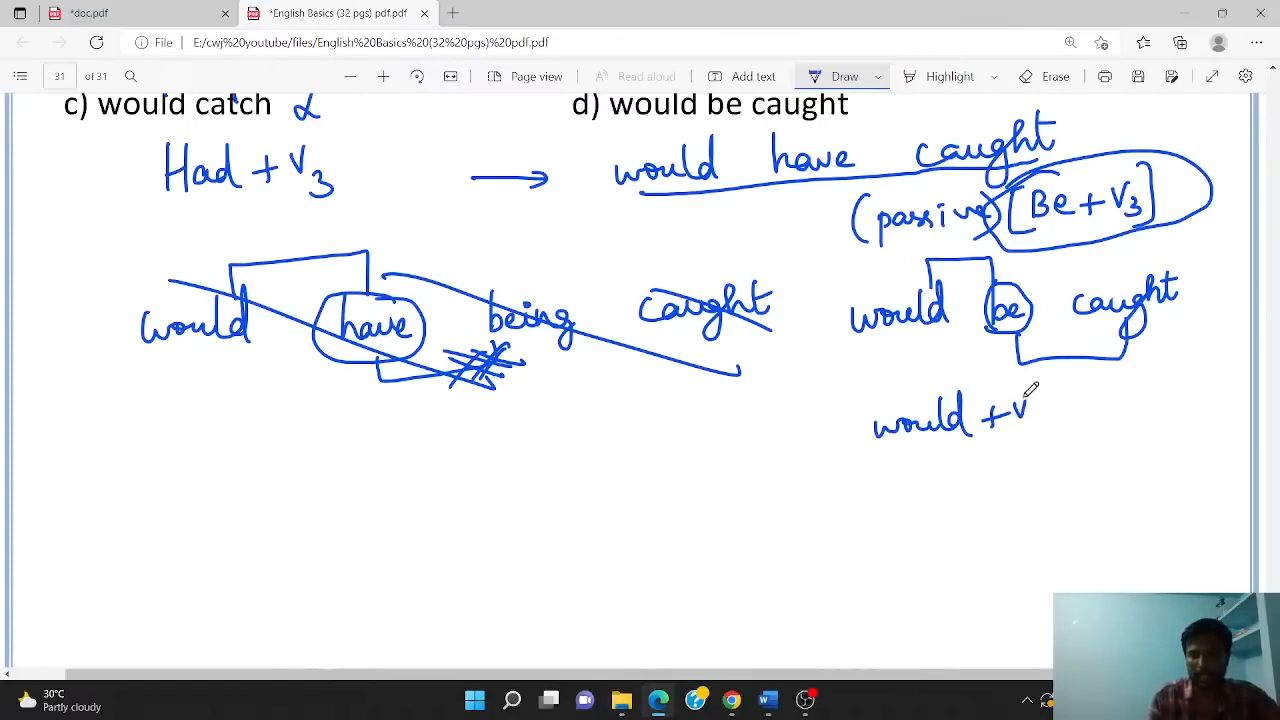 *doc.pdf
*English Basics (32 pgs) pdf.pdf
File
E:/cwj%20youtube/files/English%20Basics%20(32%20pgs)%20pdf.pdf
31 of 31
Page view
Read aloud
Add text
Draw
Highlight
Erase
c) would catch
d) would be caught
Had + V3 → would have caught
(passive) [Be + V3]
would have being caught
would be caught
would + V
30°C
Partly cloudy